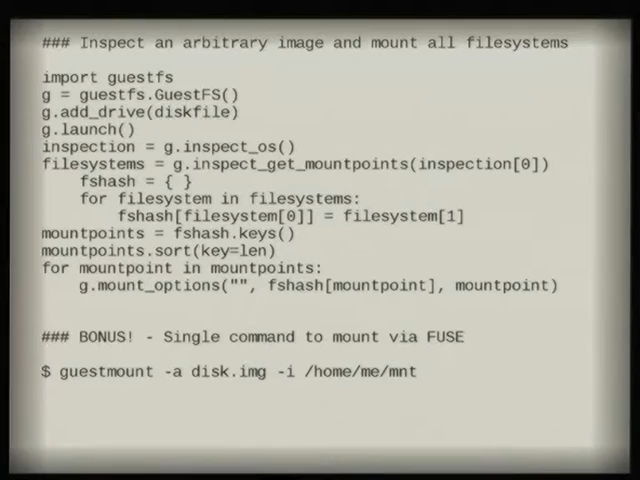 ### Inspect an arbitrary image and mount all filesystems
import guestfs
g = guestfs.GuestFS()
g.add_drive(diskfile)
g.launch()
inspection = g.inspect_os()
filesystems = g.inspect_get_mountpoints(inspection[0])
    fshash = { }
    for filesystem in filesystems:
        fshash[filesystem[0]] = filesystem[1]
mountpoints = fshash.keys()
mountpoints.sort(key=len)
for mountpoint in mountpoints:
    g.mount_options("", fshash[mountpoint], mountpoint)
### BONUS! - Single command to mount via FUSE
$ guestmount -a disk.img -i /home/me/mnt